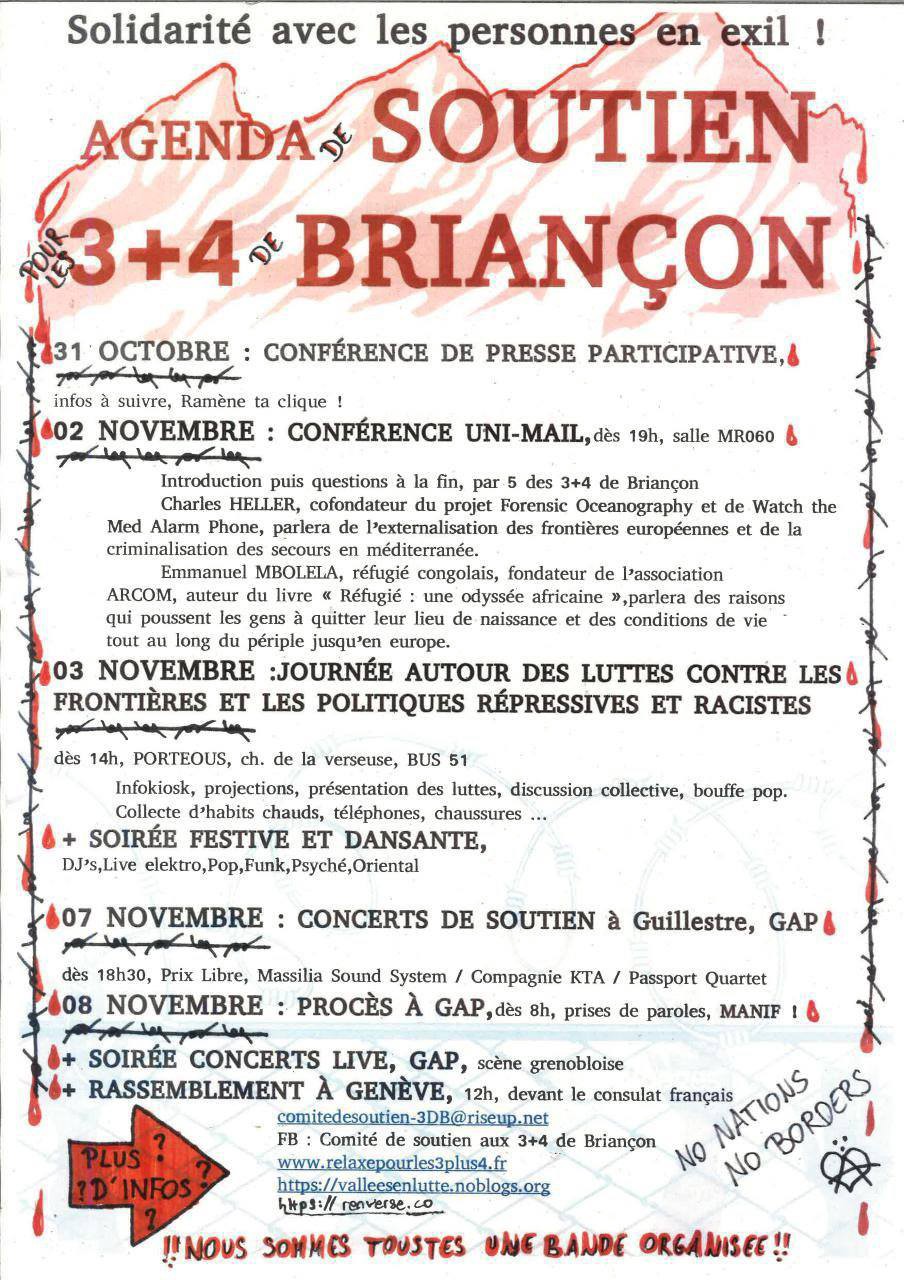 Solidarité avec les personnes en exil !
AGENDA DE SOUTIEN
POUR LES 3+4 DE BRIANÇON
31 OCTOBRE : CONFÉRENCE DE PRESSE PARTICIPATIVE,
infos à suivre, Ramène ta clique !
02 NOVEMBRE : CONFÉRENCE UNI-MAIL, dès 19h, salle MR060
Introduction puis questions à la fin, par 5 des 3+4 de Briançon
Charles HELLER, cofondateur du projet Forensic Oceanography et de Watch the
Med Alarm Phone, parlera de l'externalisation des frontières européennes et de la
criminalisation des secours en méditerranée.
Emmanuel MBOLELA, réfugié congolais, fondateur de l'association
ARCOM, auteur du livre « Réfugié : une odyssée africaine »,parlera des raisons
qui poussent les gens à quitter leur lieu de naissance et des conditions de vie
tout au long du périple jusqu'en europe.
03 NOVEMBRE :JOURNÉE AUTOUR DES LUTTES CONTRE LES
FRONTIÈRES ET LES POLITIQUES RÉPRESSIVES ET RACISTES
dès 14h, PORTEOUS, ch. de la verseuse, BUS 51
Infokiosk, projections, présentation des luttes, discussion collective, bouffe pop.
Collecte d'habits chauds, téléphones, chaussures ...
+ SOIRÉE FESTIVE ET DANSANTE,
DJ's,Live elektro,Pop,Funk,Psyché,Oriental
07 NOVEMBRE : CONCERTS DE SOUTIEN à Guillestre, GAP
dès 18h30, Prix Libre, Massilia Sound System / Compagnie KTA / Passport Quartet
08 NOVEMBRE : PROCÈS À GAP, dès 8h, prises de paroles, MANIF !
+ SOIRÉE CONCERTS LIVE, GAP, scène grenobloise
+ RASSEMBLEMENT À GENÈVE, 12h, devant le consulat français
comitedesoutien-3DB@riseup.net
FB : Comité de soutien aux 3+4 de Briançon
www.relaxepourles3plus4.fr
https://valleesenlutte.noblogs.org
https://renverse.co
PLUS ?
? D'INFOS ?
?
NO NATIONS
NO BORDERS
!! NOUS SOMMES TOUSTES UNE BANDE ORGANISEE !!